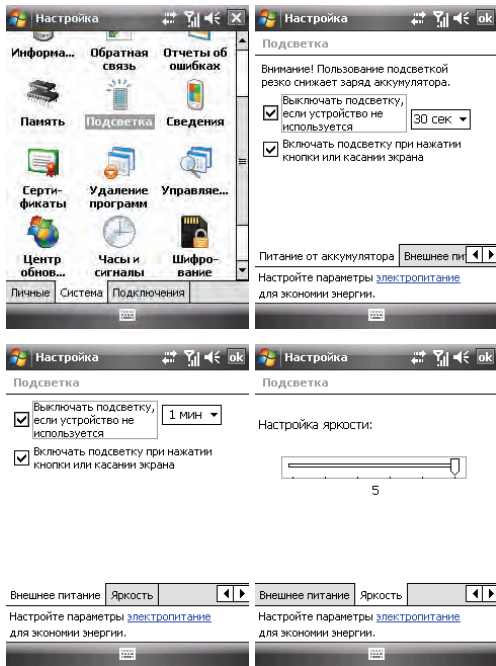 Настройка
Информа... Обратная связь Отчеты об ошибках
Память Подсветка Сведения
Серти-фикаты Удаление программ Управляе...
Центр обнов... Часы и сигналы Шифро-вание
Личные Система Подключения
Настройка ok
Подсветка
Внимание! Пользование подсветкой
резко снижает заряд аккумулятора.
Выключать подсветку,
если устройство не
используется
30 сек
Включать подсветку при нажатии
кнопки или касании экрана
Питание от аккумулятора Внешнее пит
Настройте параметры электропитание
для экономии энергии.
Настройка ok
Подсветка
Выключать подсветку,
если устройство не
используется
1 мин
Включать подсветку при нажатии
кнопки или касании экрана
Внешнее питание Яркость
Настройте параметры электропитание
для экономии энергии.
Настройка ok
Подсветка
Настройка яркости:
5
Внешнее питание Яркость
Настройте параметры электропитание
для экономии энергии.